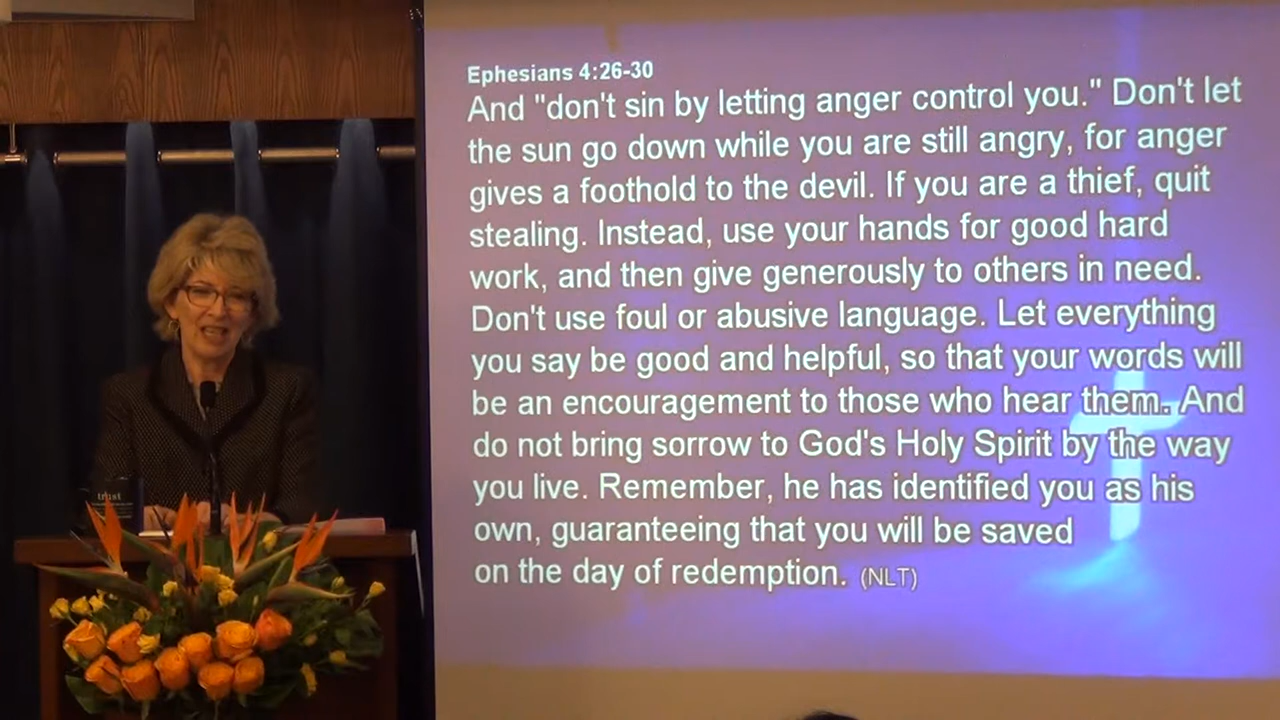 Ephesians 4:26-30
And "don't sin by letting anger control you." Don't let
the sun go down while you are still angry, for anger
gives a foothold to the devil. If you are a thief, quit
stealing. Instead, use your hands for good hard
work, and then give generously to others in need.
Don't use foul or abusive language. Let everything
you say be good and helpful, so that your words will
be an encouragement to those who hear them. And
do not bring sorrow to God's Holy Spirit by the way
you live. Remember, he has identified you as his
own, guaranteeing that you will be saved
on the day of redemption. (NLT)
trust